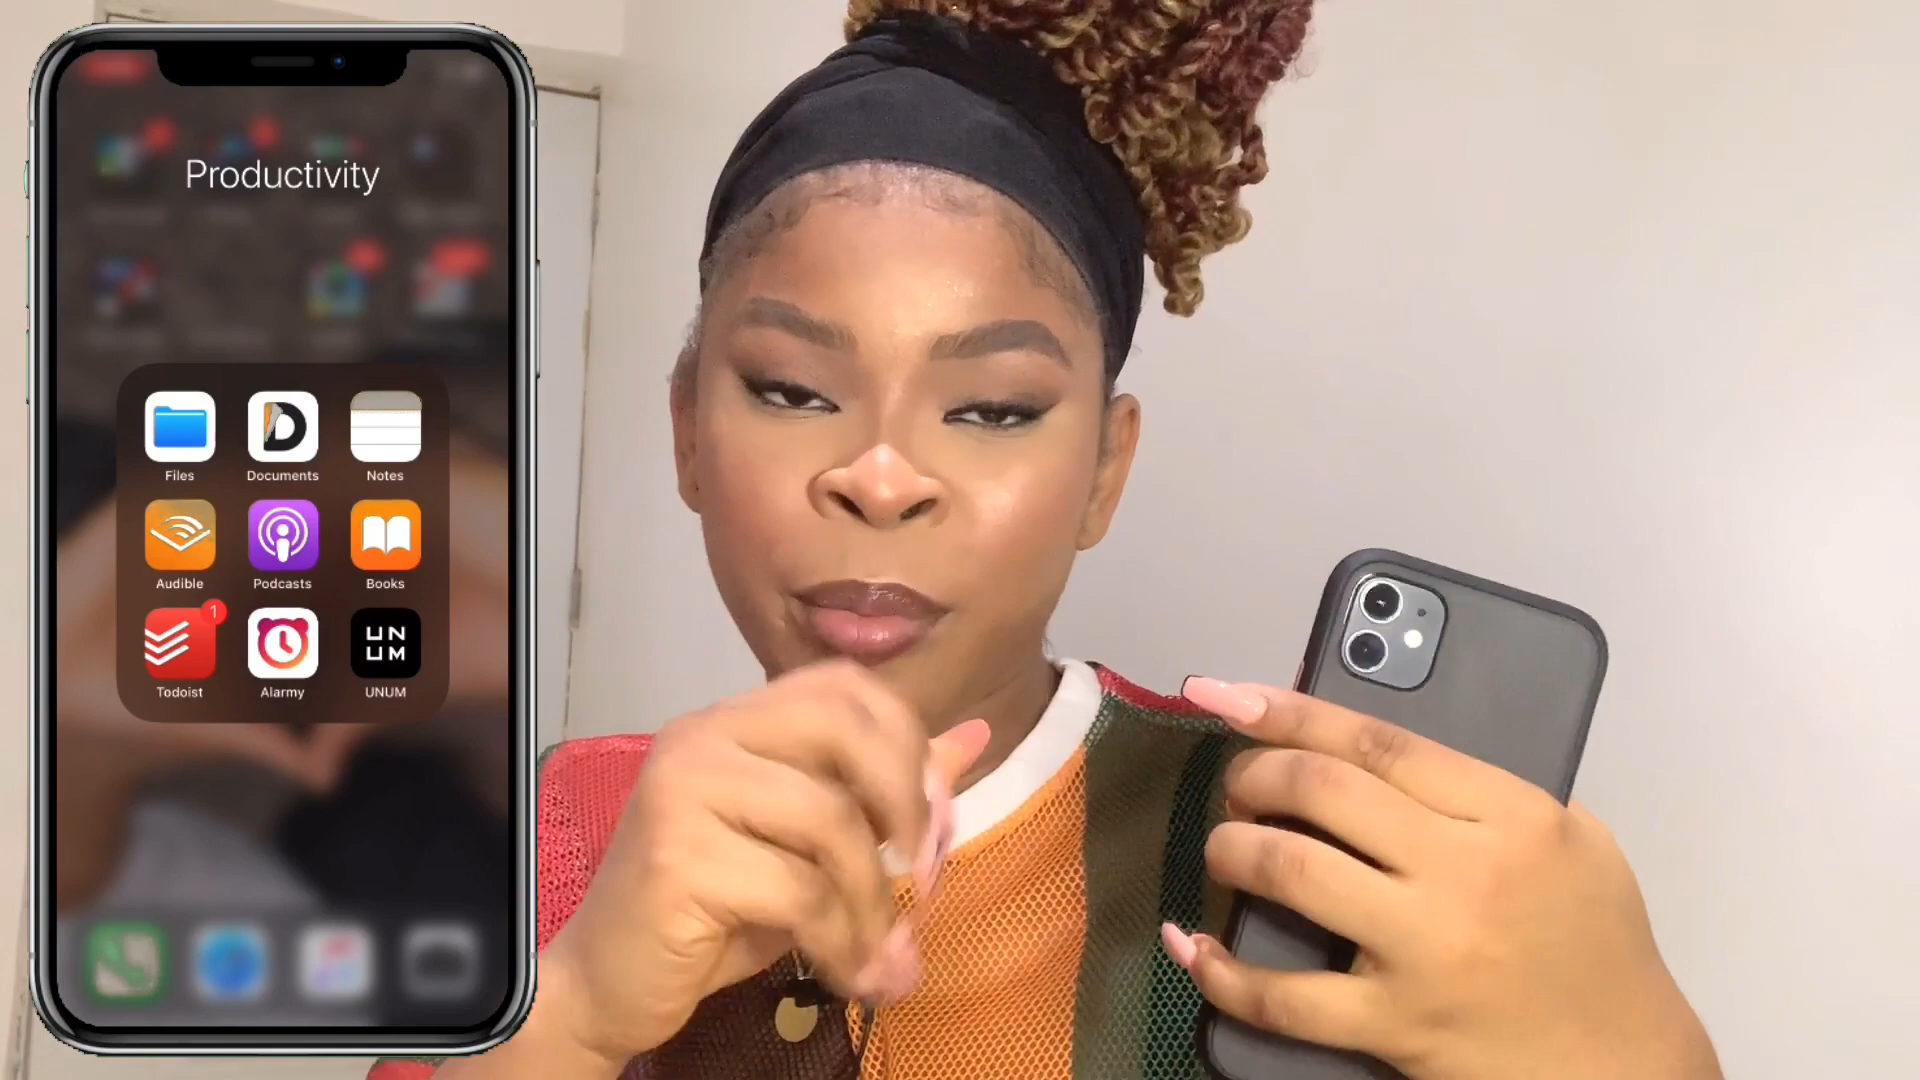 Productivity
Files
Documents
Notes
Audible
Podcasts
Books
1
Todoist
Alarmy
UN
UM
UNUM